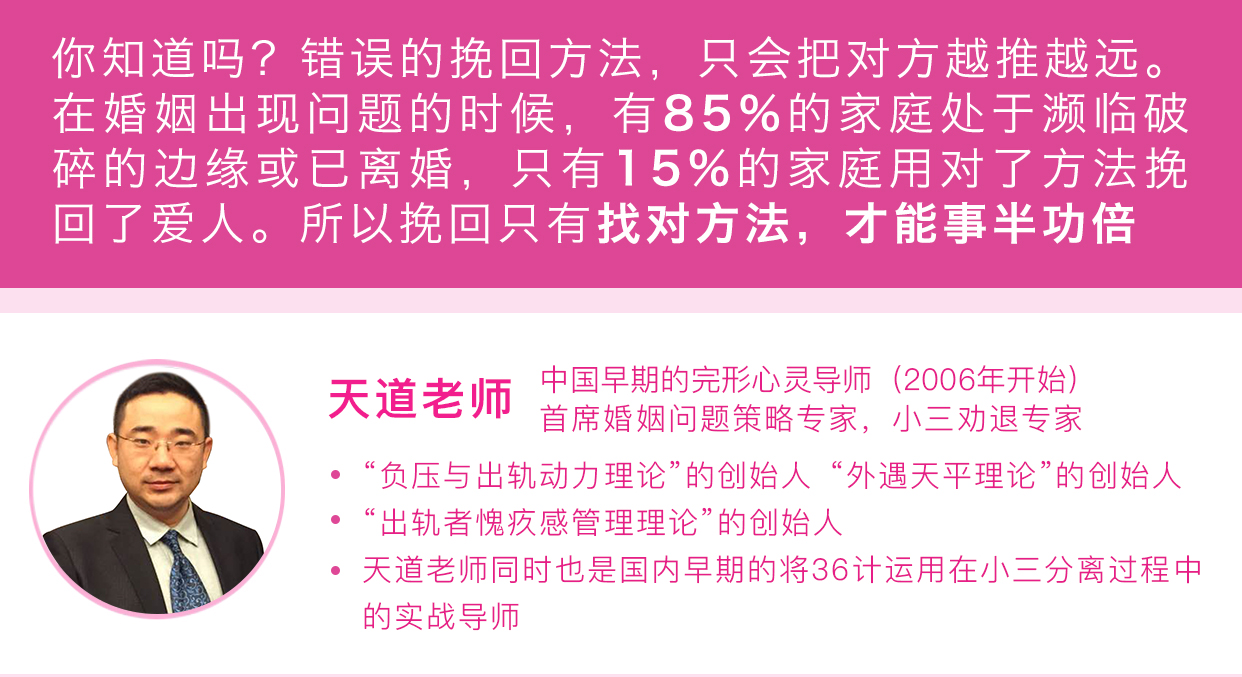 你知道吗？错误的挽回方法，只会把对方越推越远。
在婚姻出现问题的时候，有85%的家庭处于濒临破
碎的边缘或已离婚，只有15%的家庭用对了方法挽
回了爱人。所以挽回只有找对方法，才能事半功倍
天道老师
中国早期的完形心灵导师（2006年开始）
首席婚姻问题策略专家，小三劝退专家
• “负压与出轨动力理论”的创始人 “外遇天平理论”的创始人
• “出轨者愧疚感管理理论”的创始人
• 天道老师同时也是国内早期的将36计运用在小三分离过程中
的实战导师